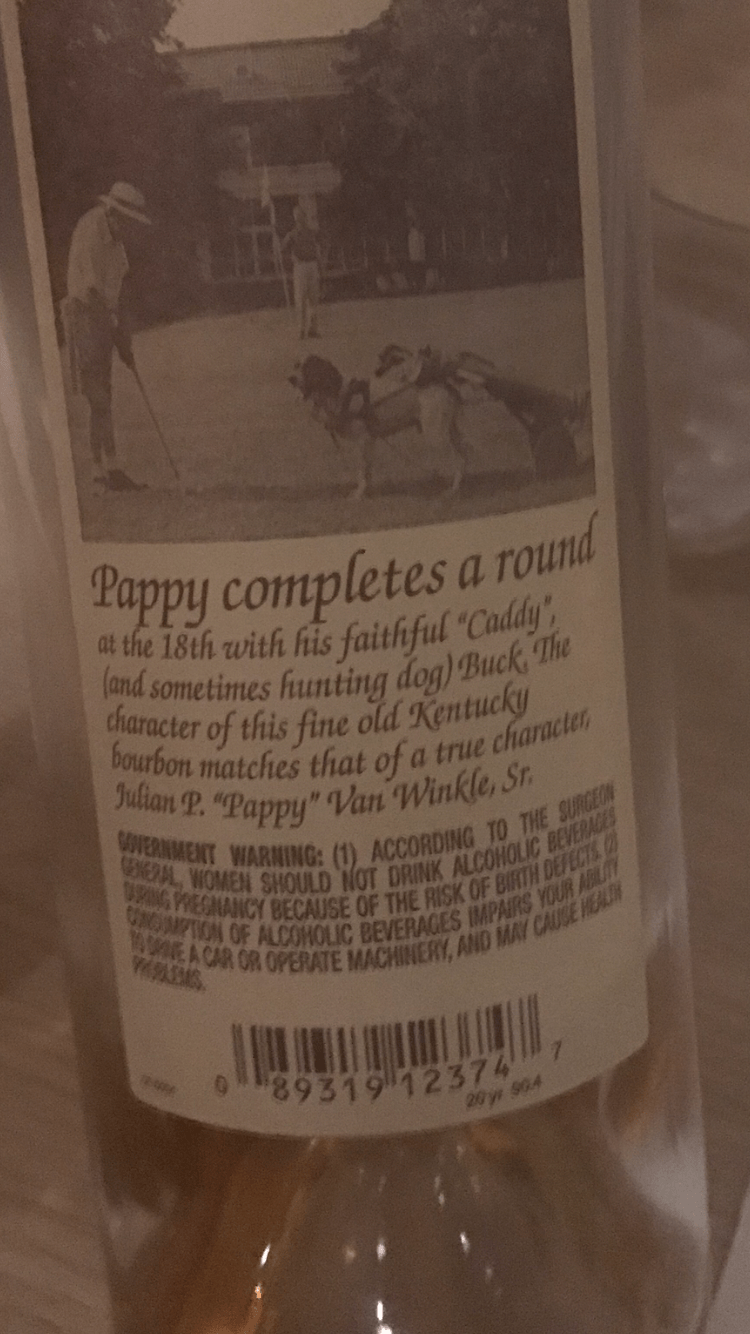 Pappy completes a round
at the 18th with his faithful "Caddy",
(and sometimes hunting dog) Buck. The
character of this fine old Kentucky
bourbon matches that of a true character,
Julian P. "Pappy" Van Winkle, Sr.
GOVERNMENT WARNING: (1) ACCORDING TO THE SURGEON
GENERAL, WOMEN SHOULD NOT DRINK ALCOHOLIC BEVERAGES
DURING PREGNANCY BECAUSE OF THE RISK OF BIRTH DEFECTS. (2)
CONSUMPTION OF ALCOHOLIC BEVERAGES IMPAIRS YOUR ABILITY
TO DRIVE A CAR OR OPERATE MACHINERY, AND MAY CAUSE HEALTH
PROBLEMS.
0 89319 12374 7
20 yr 90.4